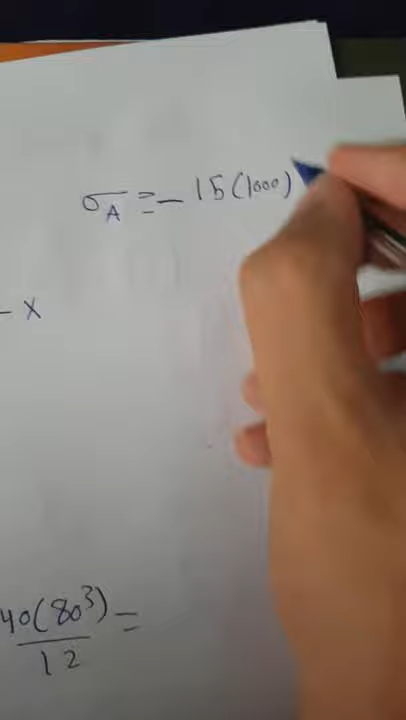 σA = - 15(1000)
- X
40(80³) =
12